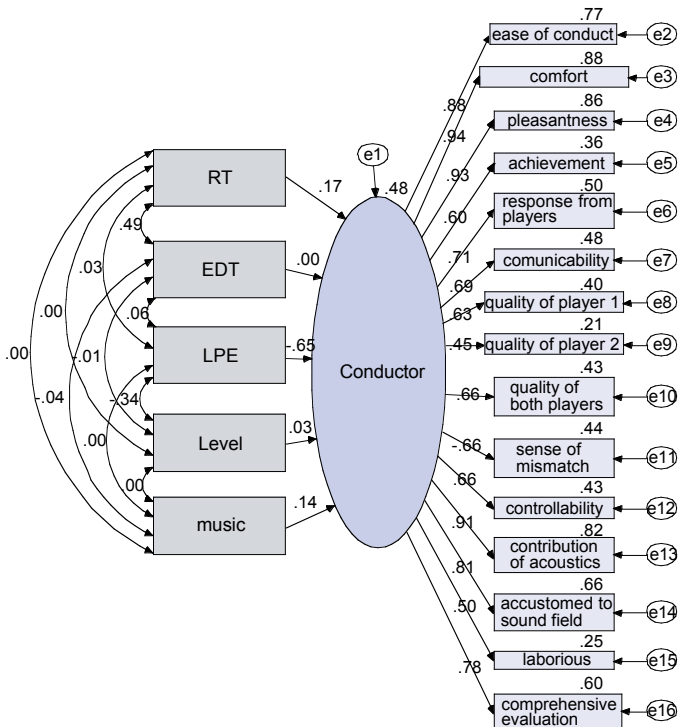 .77
ease of conduct
e2
.88
comfort
e3
.86
pleasantness
e4
.36
achievement
e5
.50
response from
players
e6
.48
comunicability
e7
.40
quality of player 1
e8
.21
quality of player 2
e9
.43
quality of
both players
e10
.44
sense of
mismatch
e11
.43
controllability
e12
.82
contribution
of acoustics
e13
.66
accustomed to
sound field
e14
.25
laborious
e15
.60
comprehensive
evaluation
e16
.88
.94
.93
.60
.71
.69
.63
.45
.66
-.66
.66
.91
.81
.50
.78
e1
.48
Conductor
RT
.17
EDT
.00
LPE
-.65
Level
.03
music
.14
.49
.03
.06
.00
-.01
.00
-.04
-.34
.00
.00